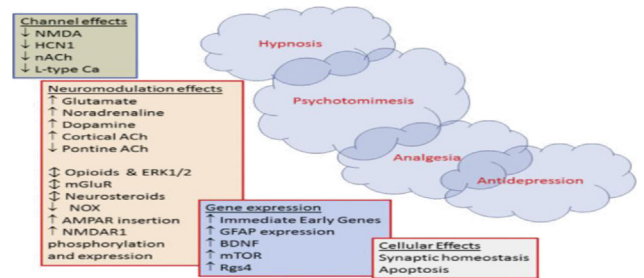 Channel effects
↓ NMDA
↓ HCN1
↓ nACh
↓ L-type Ca
Neuromodulation effects
↑ Glutamate
↑ Noradrenaline
↑ Dopamine
↑ Cortical ACh
↓ Pontine ACh
↕ Opioids & ERK1/2
↕ mGluR
↕ Neurosteroids
↓ NOX
↑ AMPAR insertion
↑ NMDAR1
phosphorylation
and expression
Gene expression
↑ Immediate Early Genes
↑ GFAP expression
↑ BDNF
↑ mTOR
↑ Rgs4
Cellular Effects
Synaptic homeostasis
Apoptosis
Hypnosis
Psychotomimesis
Analgesia
Antidepression